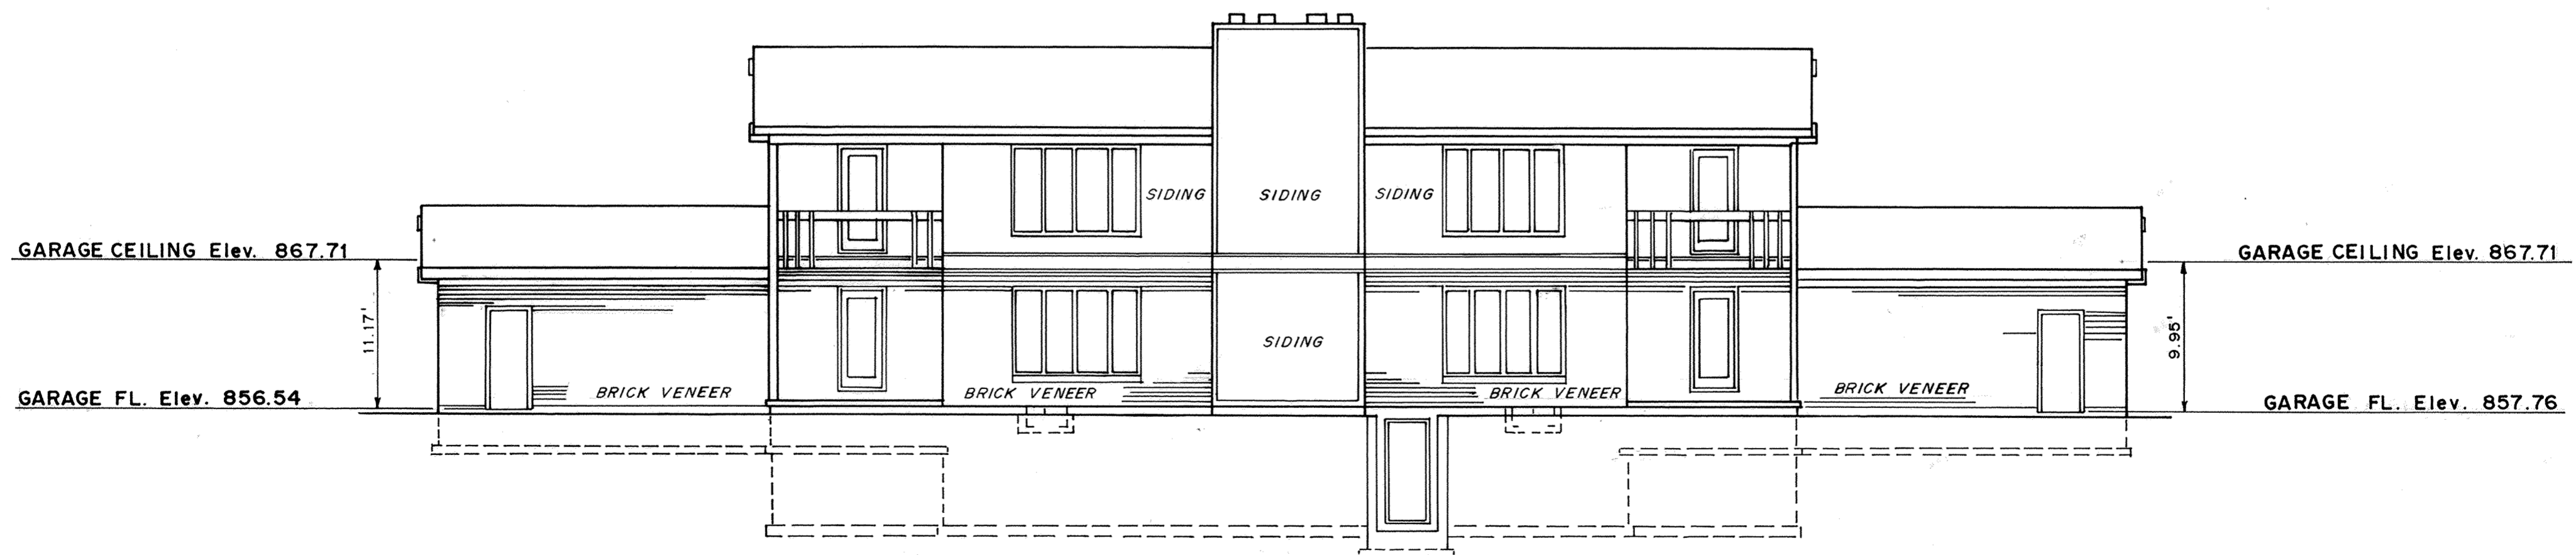 SIDING SIDING SIDING
GARAGE CEILING Elev. 867.71
GARAGE CEILING Elev. 867.71
11.17'
9.95'
SIDING
BRICK VENEER
BRICK VENEER
BRICK VENEER
BRICK VENEER
GARAGE FL. Elev. 856.54
GARAGE FL. Elev. 857.76